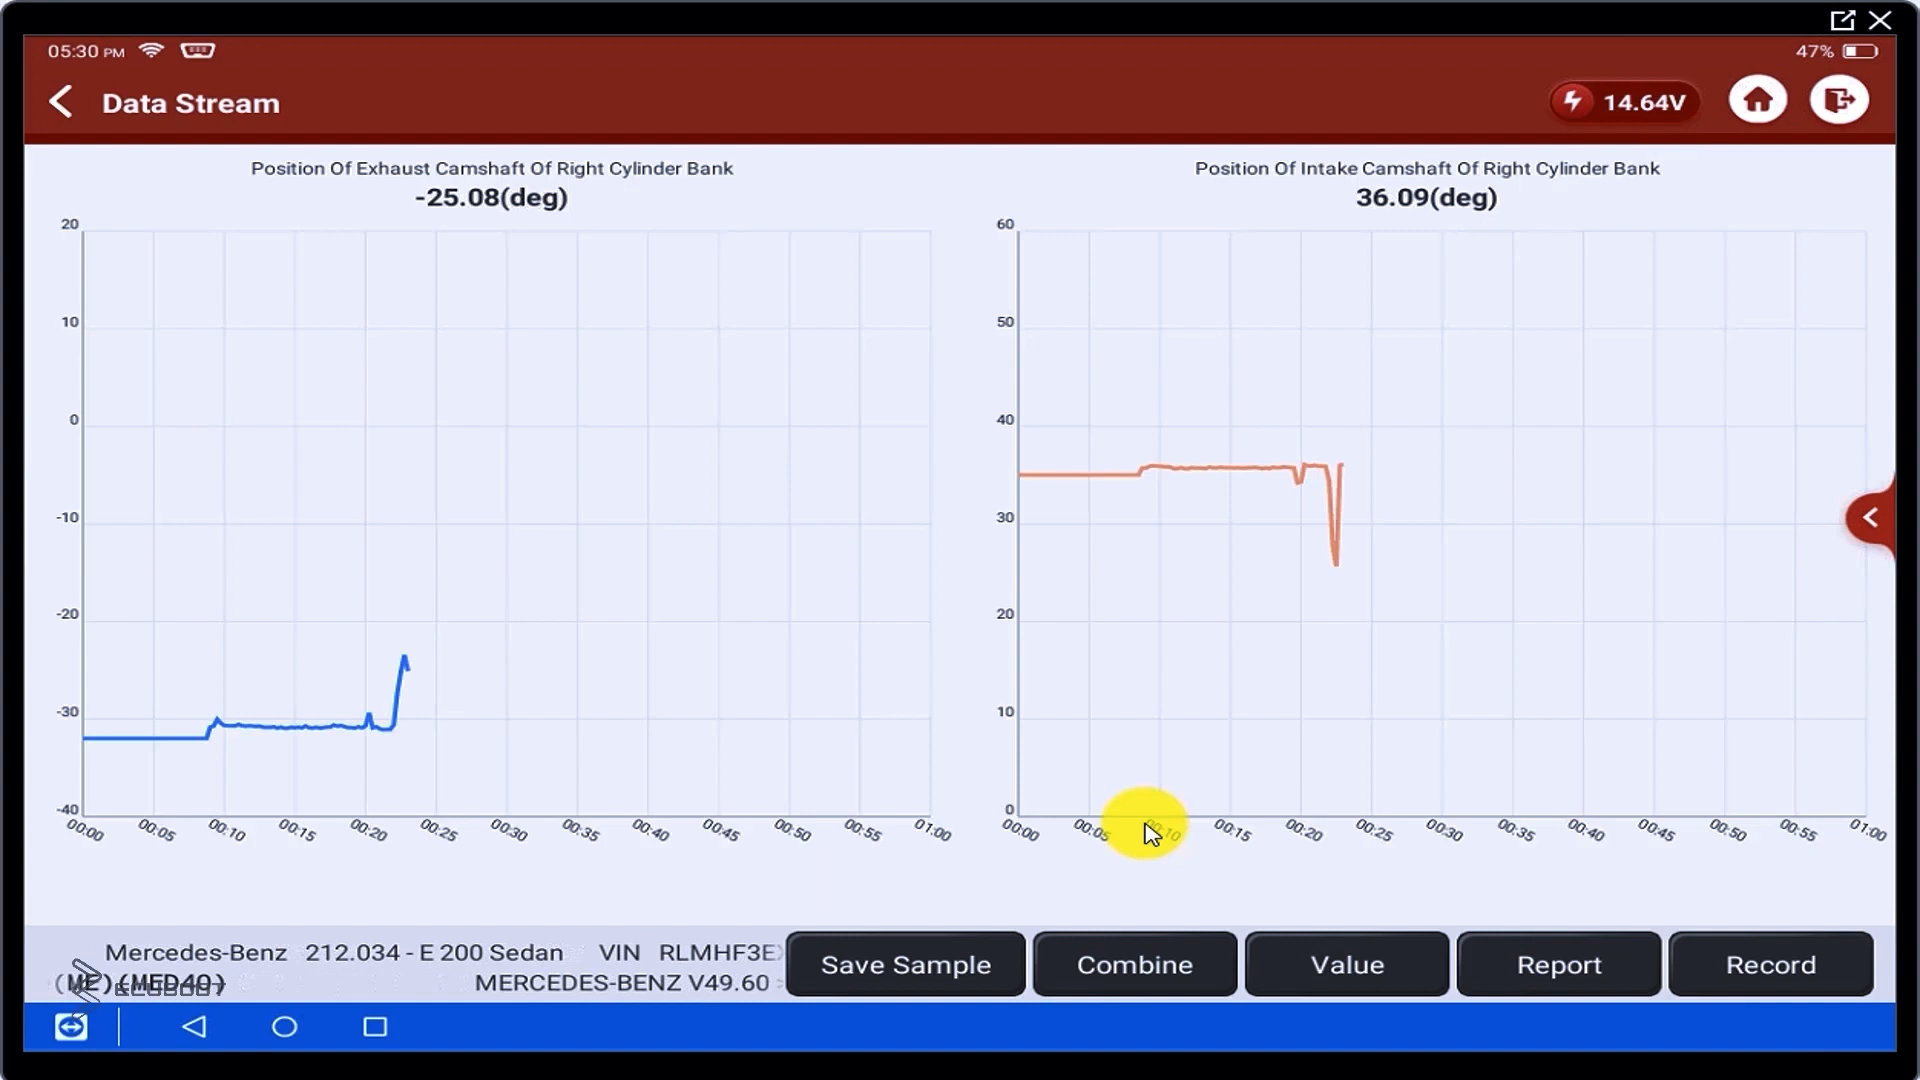 05:30 PM
47%
Data Stream
14.64V
Position Of Exhaust Camshaft Of Right Cylinder Bank
-25.08(deg)
20
10
0
-10
-20
-30
-40
00:00 00:05 00:10 00:15 00:20 00:25 00:30 00:35 00:40 00:45 00:50 00:55 01:00
Position Of Intake Camshaft Of Right Cylinder Bank
36.09(deg)
60
50
40
30
20
10
0
00:00 00:05 00:10 00:15 00:20 00:25 00:30 00:35 00:40 00:45 00:50 00:55 01:00
Mercedes-Benz 212.034 - E 200 Sedan VIN RLMHF3E
(ME)(MED40) MERCEDES-BENZ V49.60
Save Sample
Combine
Value
Report
Record